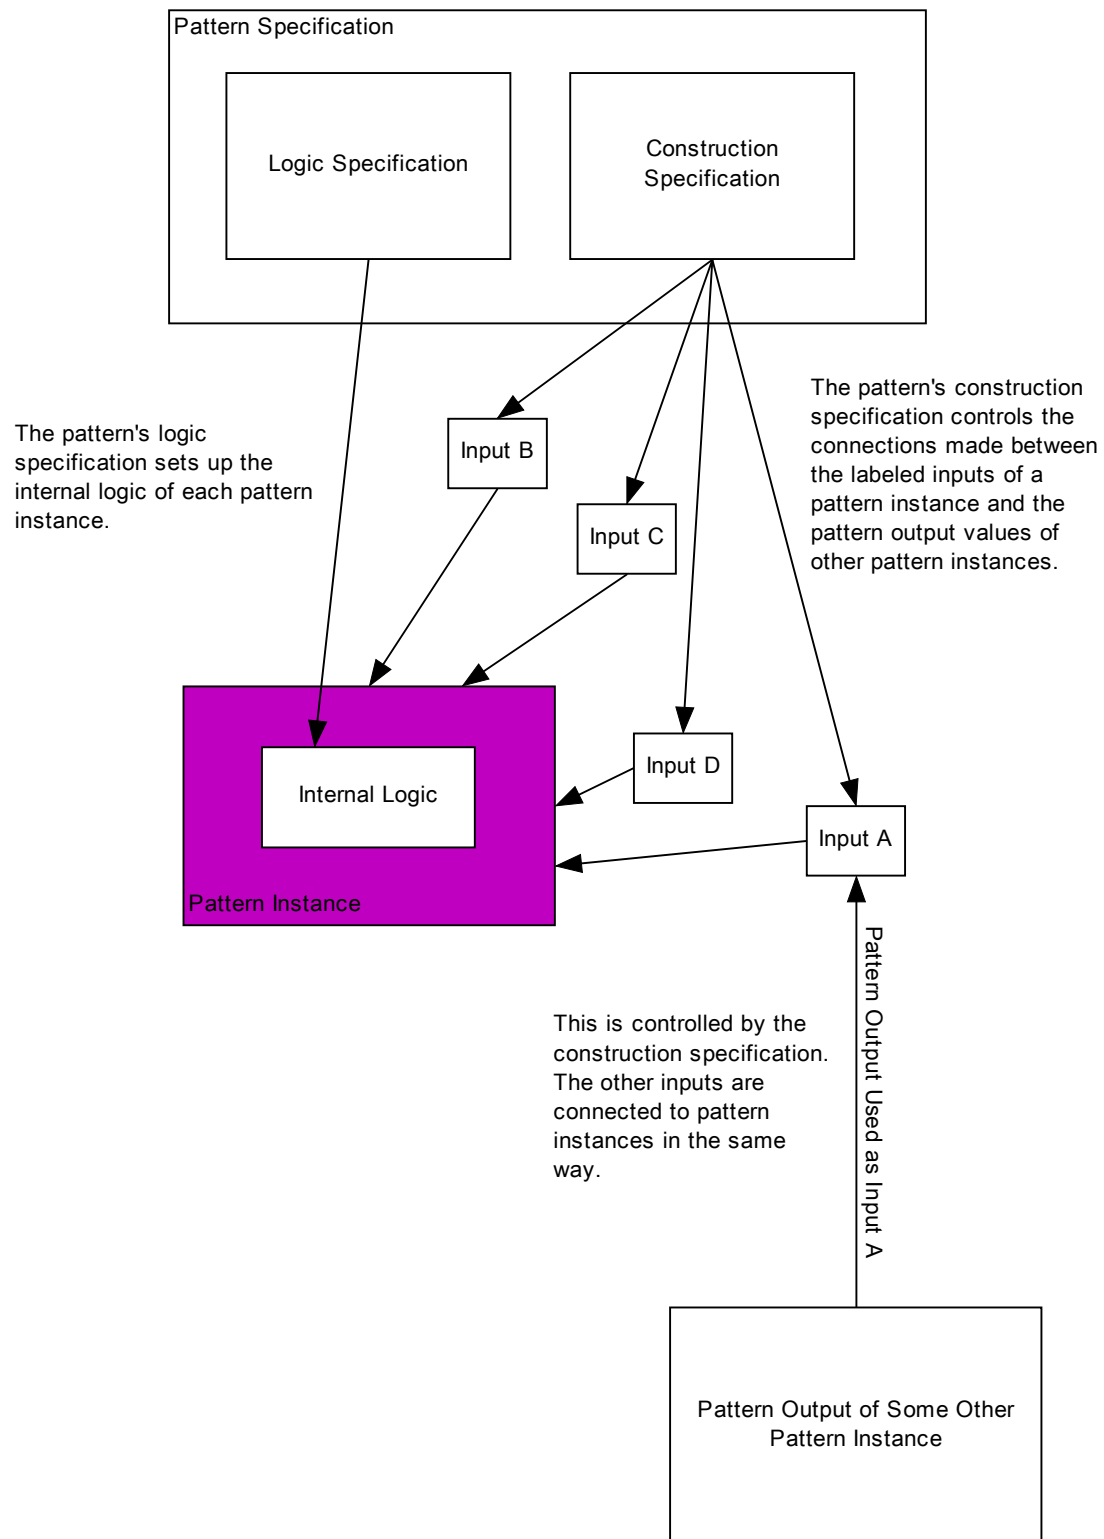 Pattern Specification
Logic Specification
Construction
Specification
The pattern's logic
specification sets up the
internal logic of each pattern
instance.
The pattern's construction
specification controls the
connections made between
the labeled inputs of a
pattern instance and the
pattern output values of
other pattern instances.
Input B
Input C
Input D
Input A
Internal Logic
Pattern Instance
This is controlled by the
construction specification.
The other inputs are
connected to pattern
instances in the same
way.
Pattern Output Used as Input A
Pattern Output of Some Other
Pattern Instance